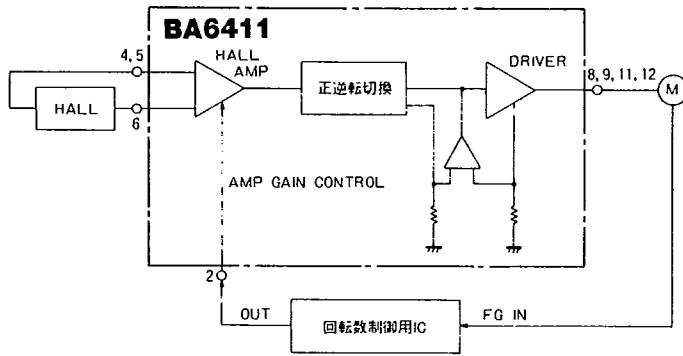 BA6411
HALL
AMP
DRIVER
4, 5
8, 9, 11, 12
正逆転切換
M
HALL
6
AMP GAIN CONTROL
2
OUT
回転数制御用IC
FG IN